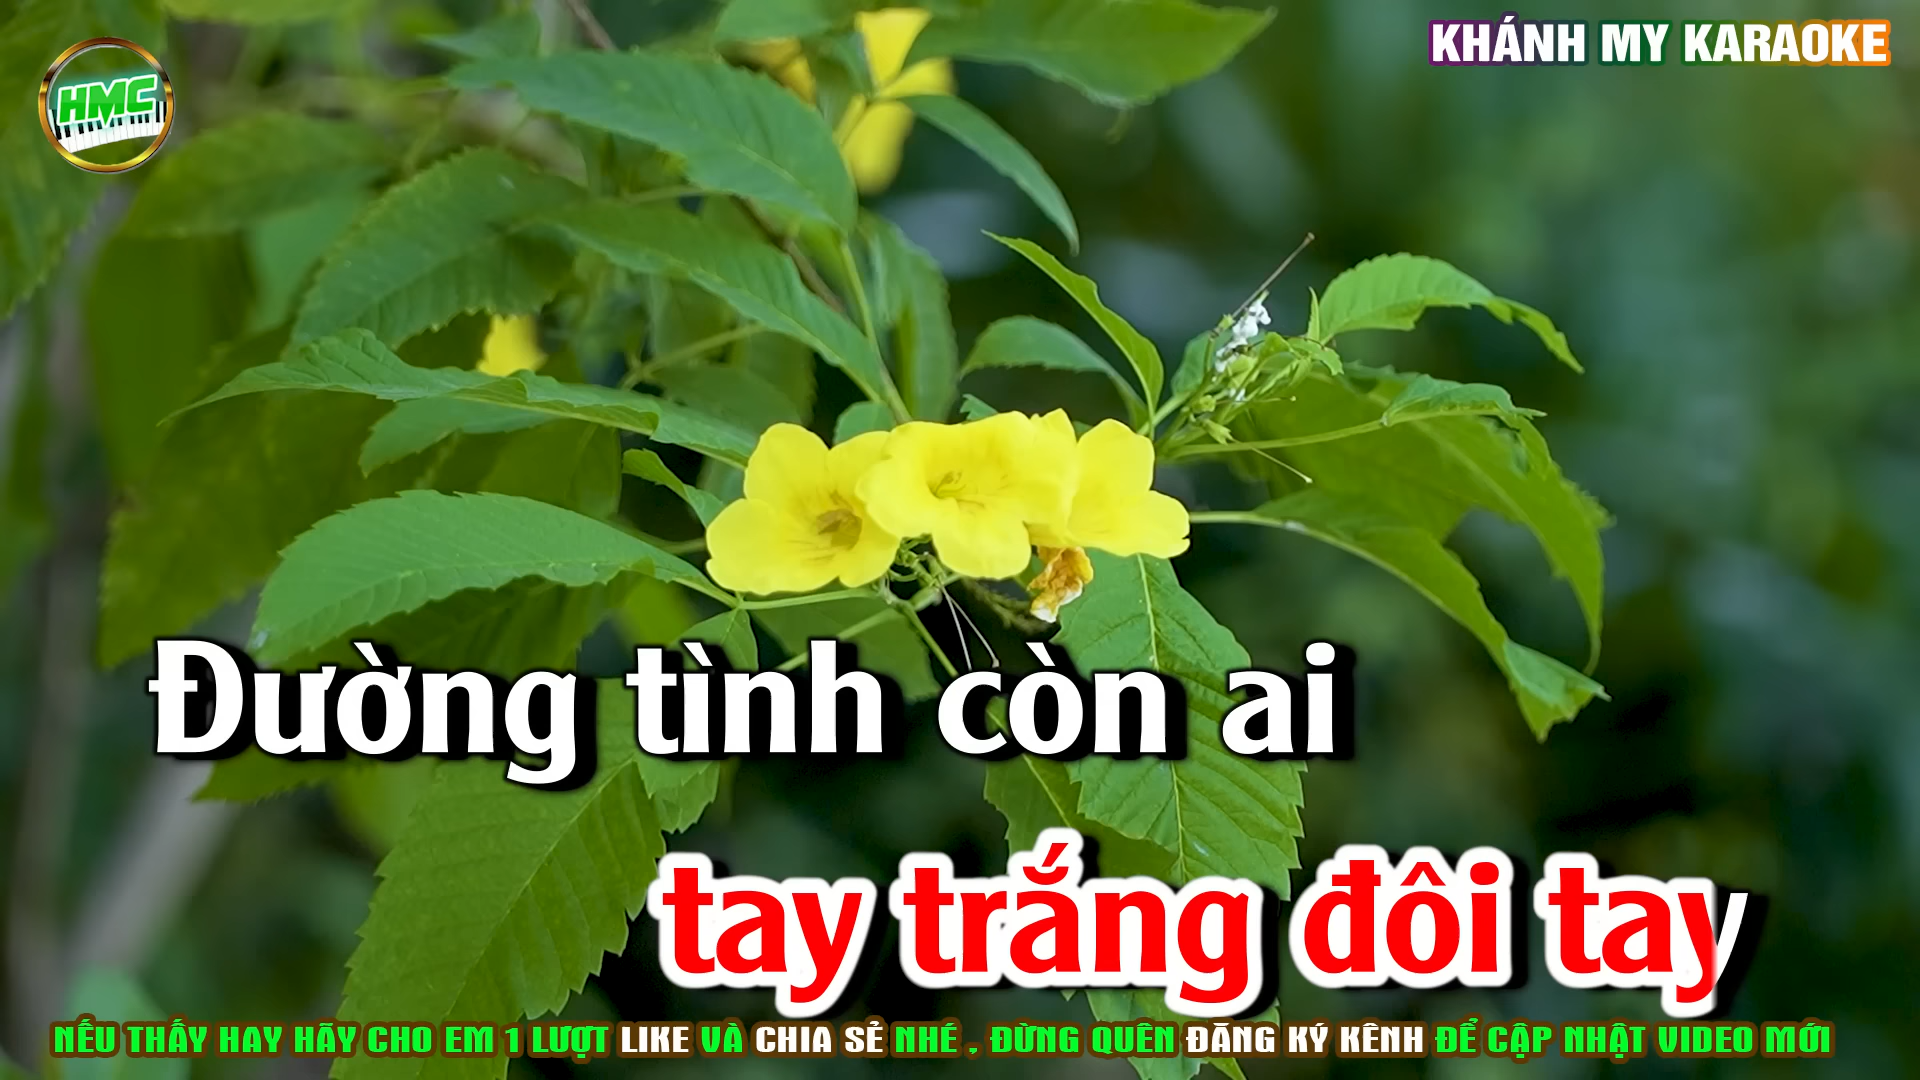 KHÁNH MY KARAOKE
HMC
Đường tình còn ai
tay trắng đôi tay
NẾU THẤY HAY HÃY CHO EM 1 LƯỢT LIKE VÀ CHIA SẺ NHÉ , ĐỪNG QUÊN ĐĂNG KÝ KÊNH ĐỂ CẬP NHẬT VIDEO MỚI